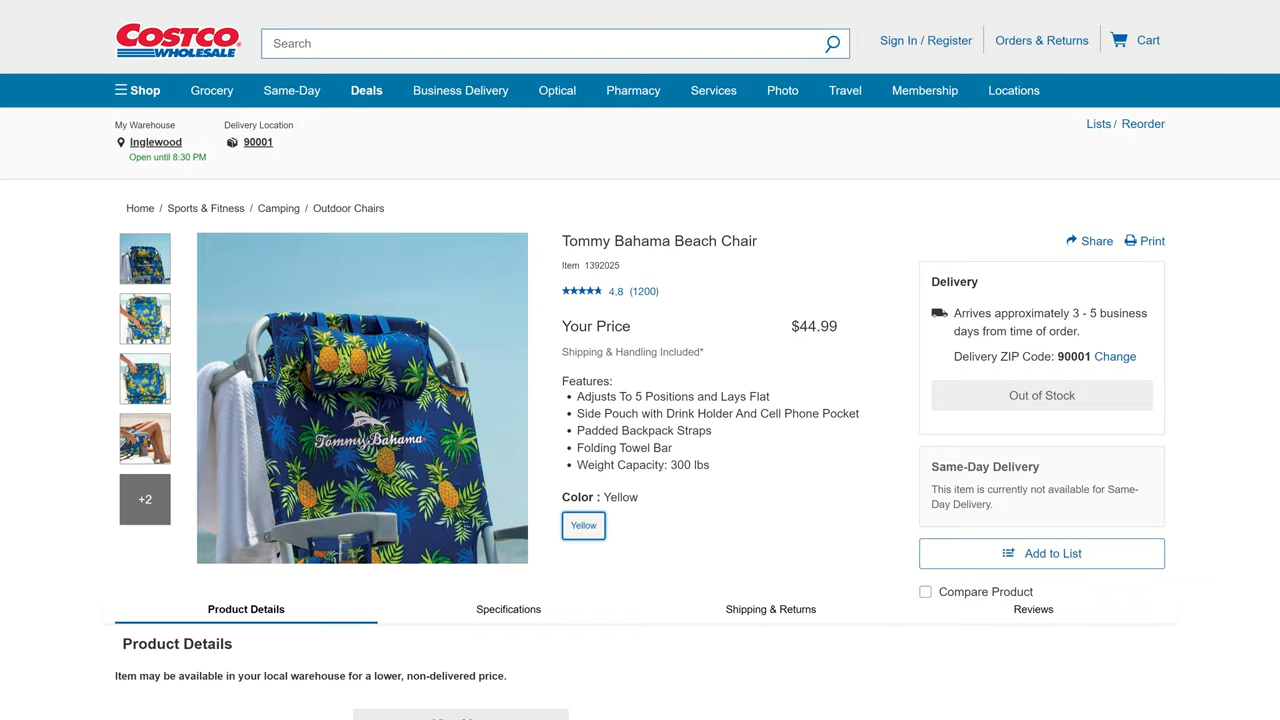 COSTCO
WHOLESALE
Search
Sign In / Register
Orders & Returns
Cart
Shop
Grocery
Same-Day
Deals
Business Delivery
Optical
Pharmacy
Services
Photo
Travel
Membership
Locations
My Warehouse
Inglewood
Open until 8:30 PM
Delivery Location
90001
Lists / Reorder
Home / Sports & Fitness / Camping / Outdoor Chairs
+2
Tommy Bahama
Tommy Bahama Beach Chair
Item 1392025
4.8 (1200)
Your Price $44.99
Shipping & Handling Included*
Features:
• Adjusts To 5 Positions and Lays Flat
• Side Pouch with Drink Holder And Cell Phone Pocket
• Padded Backpack Straps
• Folding Towel Bar
• Weight Capacity: 300 lbs
Color : Yellow
Yellow
Share
Print
Delivery
Arrives approximately 3 - 5 business
days from time of order.
Delivery ZIP Code: 90001 Change
Out of Stock
Same-Day Delivery
This item is currently not available for Same-
Day Delivery.
Add to List
Compare Product
Product Details
Specifications
Shipping & Returns
Reviews
Product Details
Item may be available in your local warehouse for a lower, non-delivered price.